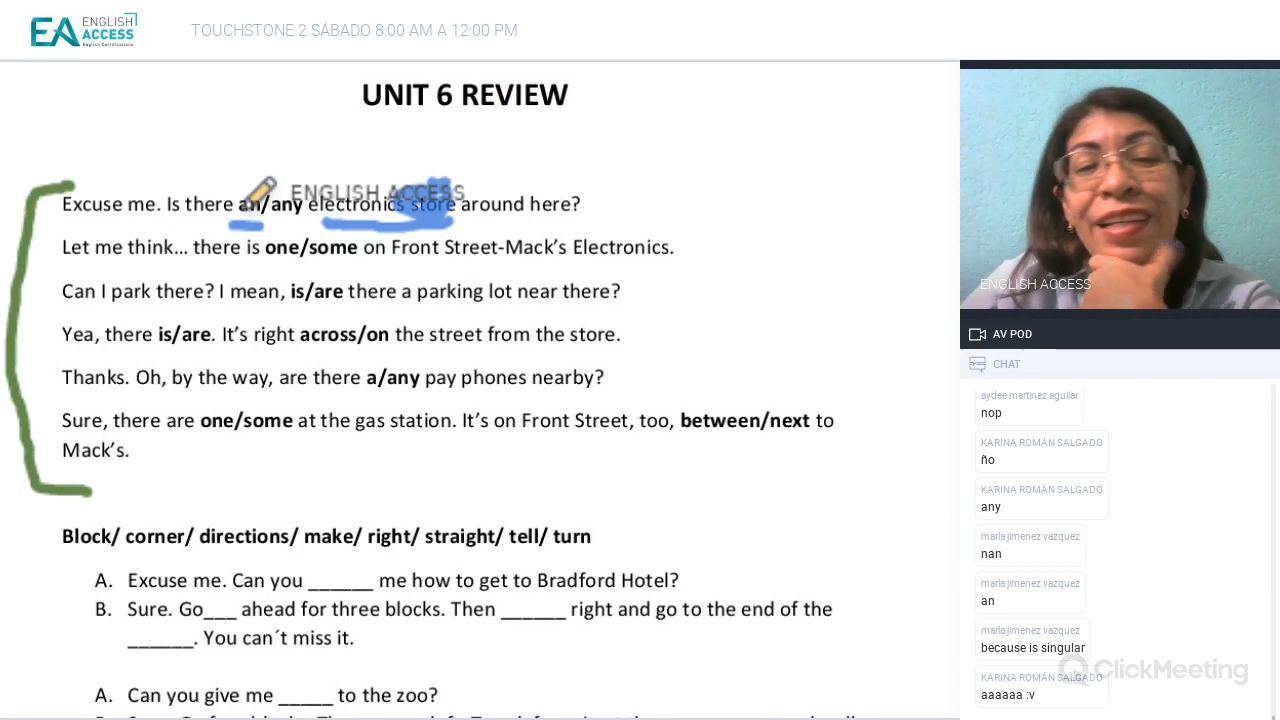 EA ENGLISH ACCESS
English Certifications
TOUCHSTONE 2 SÁBADO 8:00 AM A 12:00 PM
UNIT 6 REVIEW
ENGLISH ACCESS
Excuse me. Is there an/any electronics store around here?
Let me think... there is one/some on Front Street-Mack's Electronics.
Can I park there? I mean, is/are there a parking lot near there?
Yea, there is/are. It's right across/on the street from the store.
Thanks. Oh, by the way, are there a/any pay phones nearby?
Sure, there are one/some at the gas station. It's on Front Street, too, between/next to
Mack's.
Block/ corner/ directions/ make/ right/ straight/ tell/ turn
A. Excuse me. Can you ______ me how to get to Bradford Hotel?
B. Sure. Go___ ahead for three blocks. Then ______ right and go to the end of the
______. You can´t miss it.
A. Can you give me _____ to the zoo?
ENGLISH ACCESS
AV POD
CHAT
aydee martinez aguilar
nop
KARINA ROMÁN SALGADO
ño
KARINA ROMÁN SALGADO
any
marla jimenez vazquez
nan
marla jimenez vazquez
an
marla jimenez vazquez
because is singular
KARINA ROMÁN SALGADO
aaaaaa :v
ClickMeeting